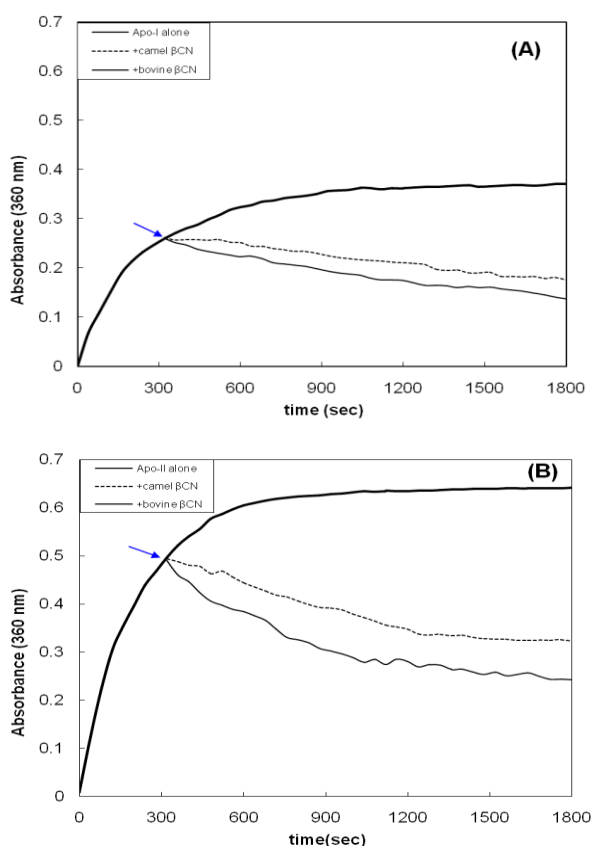 0.7
Apo-I alone
+camel βCN
+bovine βCN
(A)
0.6
0.5
0.4
0.3
0.2
0.1
0
Absorbance (360 nm)
0 300 600 900 1200 1500 1800
time (sec)
0.7
Apo-II alone
+camel βCN
+bovine βCN
(B)
0.6
0.5
0.4
0.3
0.2
0.1
0
Absorbance (360 nm)
0 300 600 900 1200 1500 1800
time(sec)